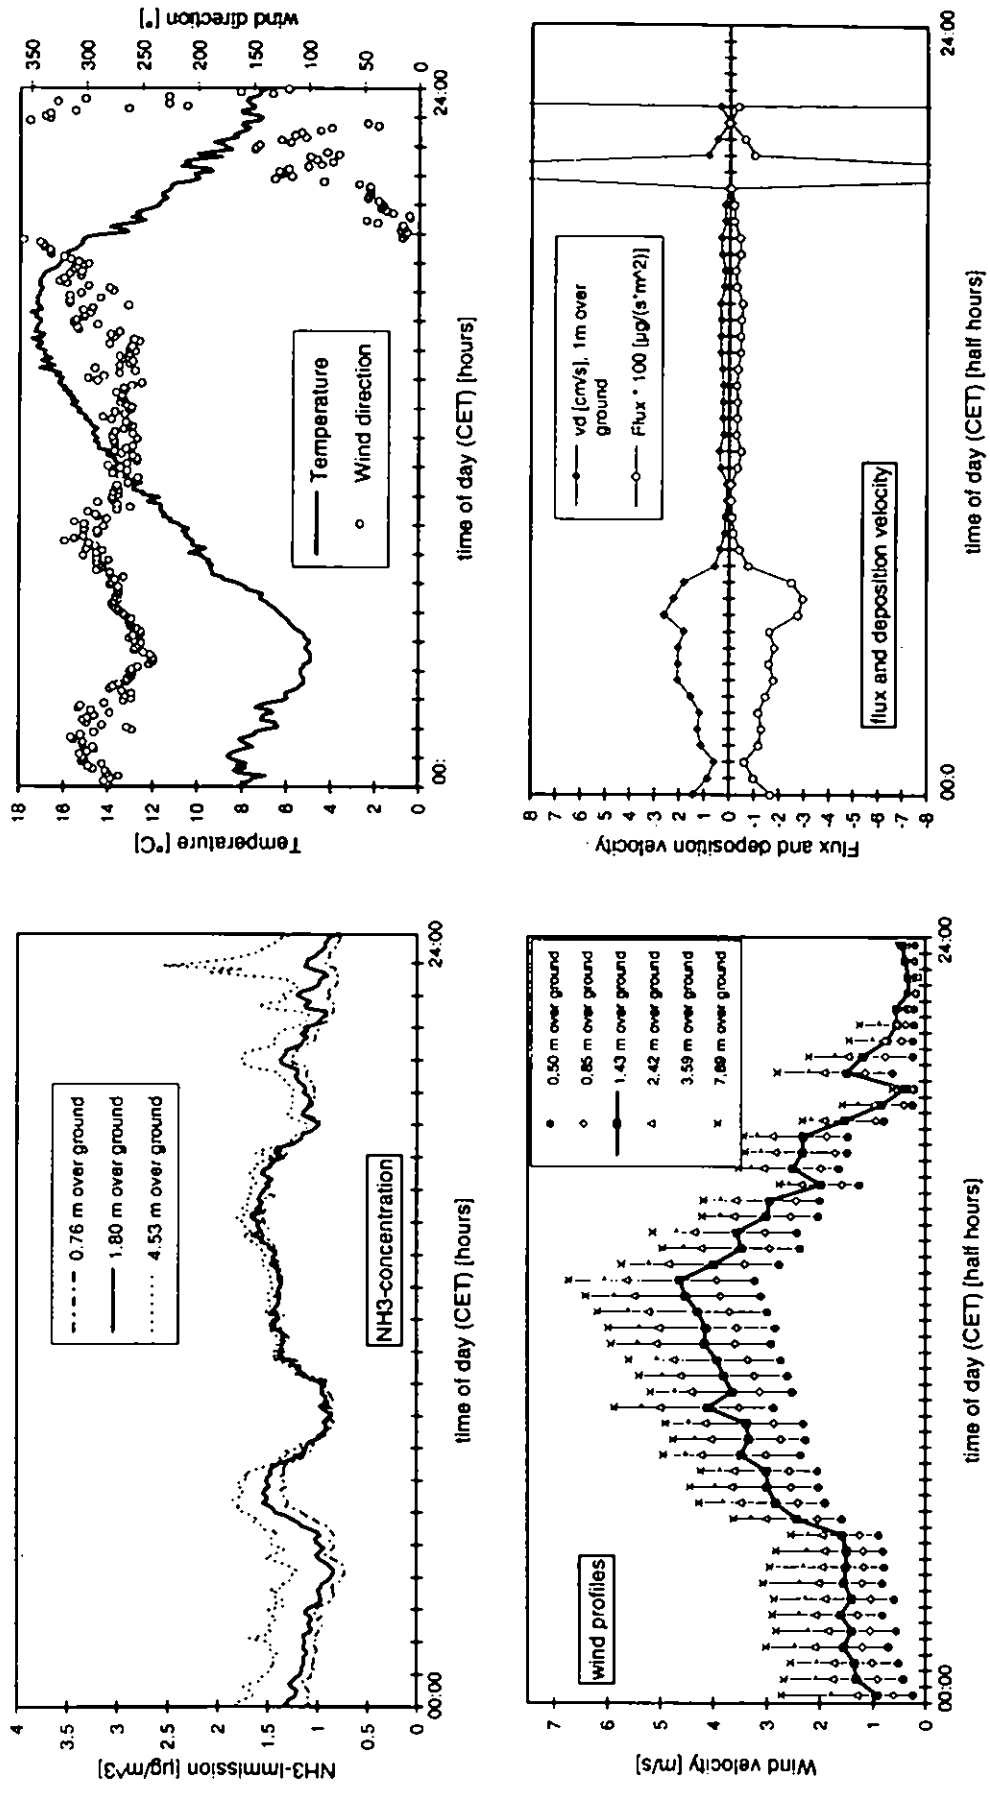 4
3.5
3
2.5
2
1.5
1
0.5
NH3-Immission [µg/m^3]
0.76 m over ground
1.80 m over ground
4.53 m over ground
NH3-concentration
00:00
24:00
time of day (CET) [hours]
18
16
14
12
10
8
6
4
2
0
Temperature [°C]
350
300
250
200
150
100
50
0
wind direction [°]
Temperature
Wind direction
00:
24:00
time of day (CET) [hours]
7
6
5
4
3
2
1
0
Wind velocity [m/s]
wind profiles
0,50 m over ground
0,85 m over ground
1.43 m over ground
2.42 m over ground
3.59 m over ground
7,89 m over ground
00:00
24:00
time of day (CET) [half hours]
8
7
6
5
4
3
2
1
0
-1
-2
-3
-4
-5
-6
-7
-8
Flux and deposition velocity
vd [cm/s], 1m over
ground
Flux * 100 [µg/(s*m^2)]
flux and deposition velocity
00:0
24:00
time of day (CET) [half hours]